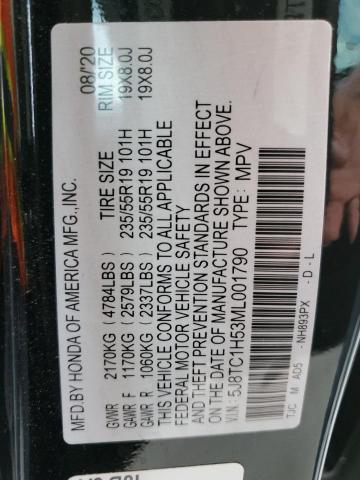 MFD BY HONDA OF AMERICA MFG., INC. 08/'20
GVWR 2170KG (4784LBS) TIRE SIZE RIM SIZE
GAWR F 1170KG (2579LBS) 235/55R19 101H 19X8.0J
GAWR R 1060KG (2337LBS) 235/55R19 101H 19X8.0J
THIS VEHICLE CONFORMS TO ALL APPLICABLE
FEDERAL MOTOR VEHICLE SAFETY
AND THEFT PREVENTION STANDARDS IN EFFECT
ON THE DATE OF MANUFACTURE SHOWN ABOVE.
V.I.N: 5J8TC1H53ML001790 TYPE: MPV
TJC M AD5 -NH893PX -D-L